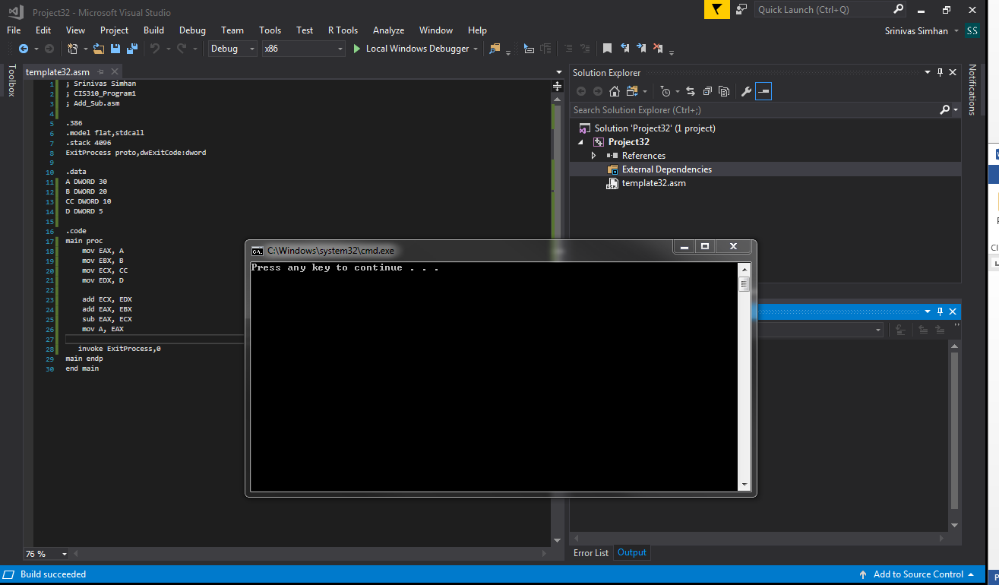 Project32 - Microsoft Visual Studio
Quick Launch (Ctrl+Q)
File Edit View Project Build Debug Team Tools Test R Tools Analyze Window Help
Srinivas Simhan SS
Debug x86 Local Windows Debugger
Toolbox
template32.asm
1 ; Srinivas Simhan
2 ; CIS310_Program1
3 ; Add_Sub.asm
4
5 .386
6 .model flat,stdcall
7 .stack 4096
8 ExitProcess proto,dwExitCode:dword
9
10 .data
11 A DWORD 30
12 B DWORD 20
13 CC DWORD 10
14 D DWORD 5
15
16 .code
17 main proc
18 mov EAX, A
19 mov EBX, B
20 mov ECX, CC
21 mov EDX, D
22
23 add ECX, EDX
24 add EAX, EBX
25 sub EAX, ECX
26 mov A, EAX
27
28 invoke ExitProcess,0
29 main endp
30 end main
76 %
Solution Explorer
Search Solution Explorer (Ctrl+;)
Solution 'Project32' (1 project)
Project32
References
External Dependencies
template32.asm
Notifications
C:\Windows\system32\cmd.exe
Press any key to continue . . .
Error List Output
Build succeeded
Add to Source Control